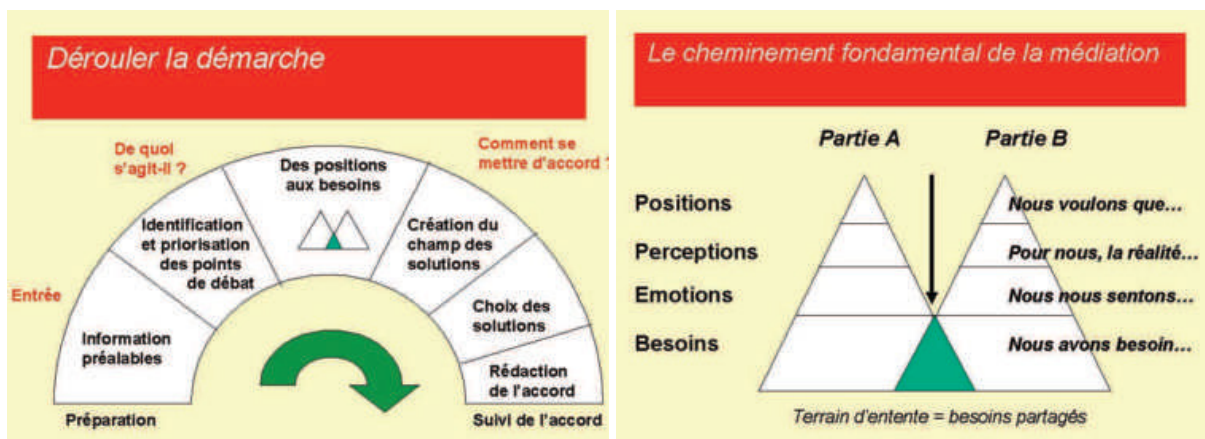 Dérouler la démarche
De quoi
s'agit-il ?
Comment se
mettre d'accord ?
Des positions
aux besoins
Identification
et priorisation
des points
de débat
Création du
champ des
solutions
Entrée
Choix des
solutions
Information
préalables
Rédaction
de l'accord
Préparation
Suivi de l'accord
Le cheminement fondamental de la médiation
Partie A
Partie B
Positions
Nous voulons que...
Perceptions
Pour nous, la réalité...
Emotions
Nous nous sentons...
Besoins
Nous avons besoin...
Terrain d'entente = besoins partagés